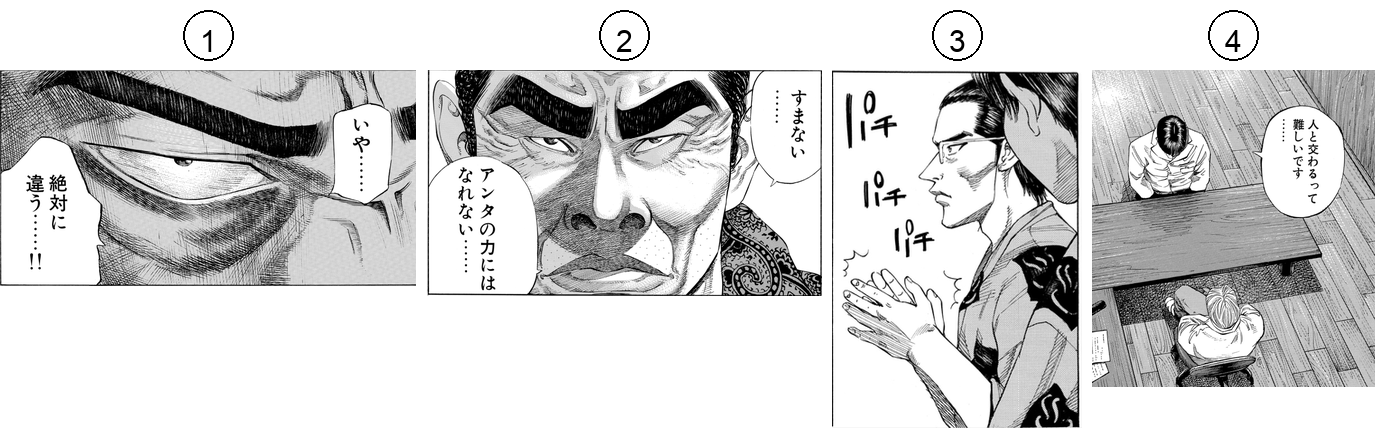 1
いや……
絶対に
違う……!!
2
すまない
……
アンタの力には
なれない……
3
パチ
パチ
パチ
4
人と交わるって
難しいです
……